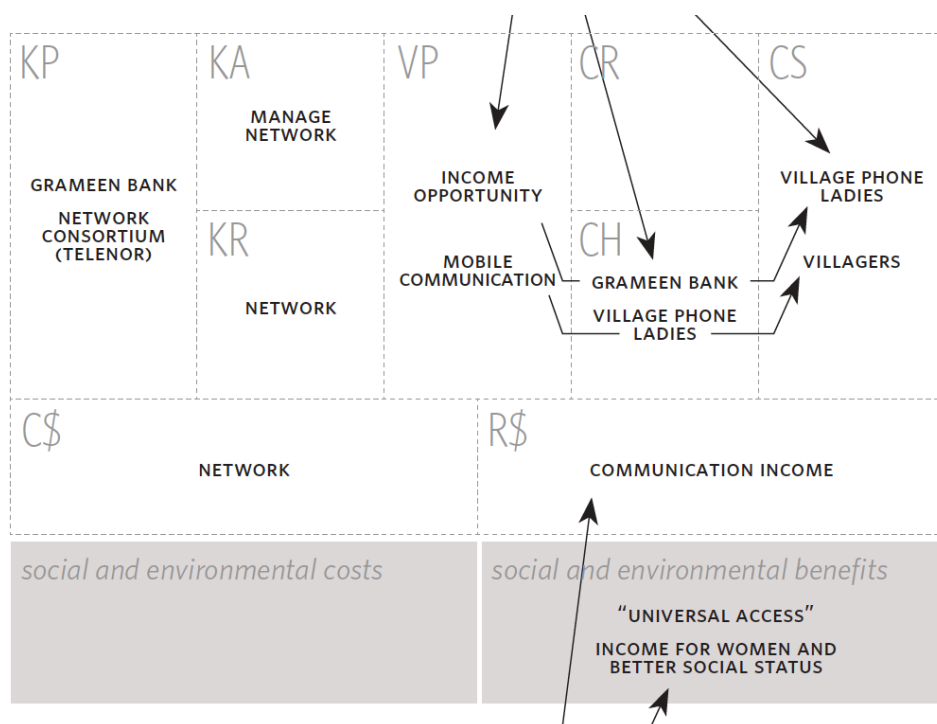 KP
GRAMEEN BANK
NETWORK
CONSORTIUM
(TELENOR)
KA
MANAGE
NETWORK
KR
NETWORK
VP
INCOME
OPPORTUNITY
MOBILE
COMMUNICATION
CR
CH
GRAMEEN BANK
VILLAGE PHONE
LADIES
CS
VILLAGE PHONE
LADIES
VILLAGERS
C$
NETWORK
R$
COMMUNICATION INCOME
social and environmental costs
social and environmental benefits
“UNIVERSAL ACCESS”
INCOME FOR WOMEN AND
BETTER SOCIAL STATUS